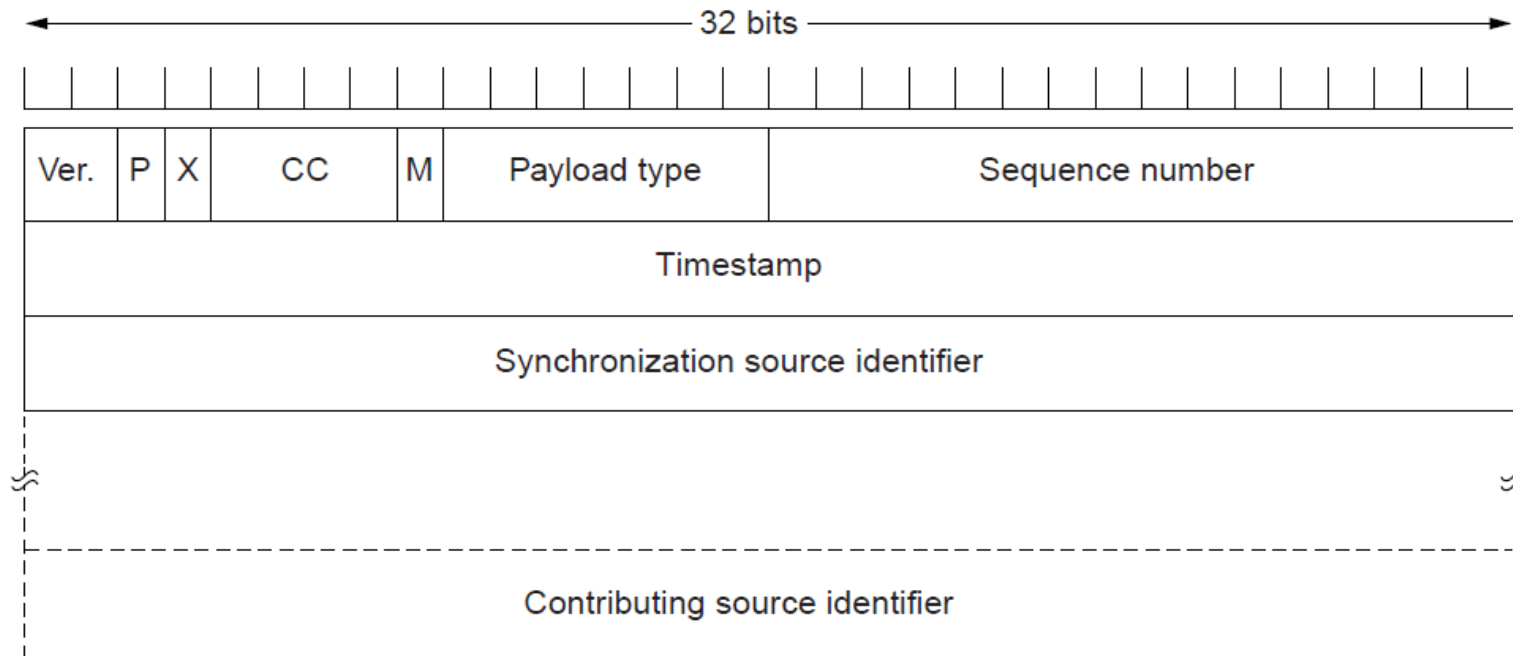 32 bits
Ver. P X CC M Payload type Sequence number
Timestamp
Synchronization source identifier
Contributing source identifier